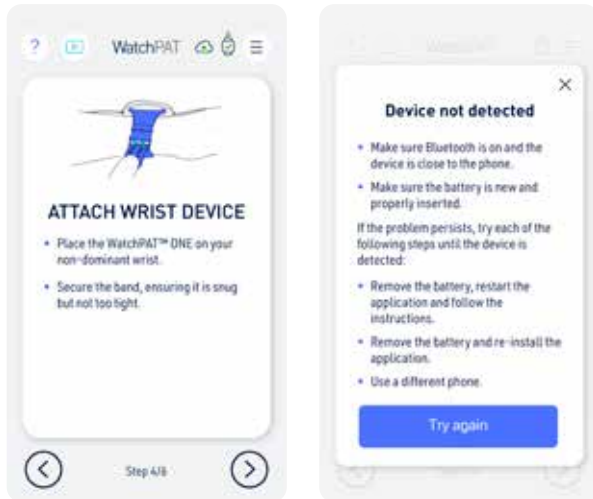 ?
WatchPAT
ATTACH WRIST DEVICE
• Place the WatchPAT™ ONE on your
non-dominant wrist.
• Secure the band, ensuring it is snug
but not too tight.
Step 4/6
Device not detected
• Make sure Bluetooth is on and the
device is close to the phone.
• Make sure the battery is new and
properly inserted.
If the problem persists, try each of the
following steps until the device is
detected:
• Remove the battery, restart the
application and follow the
instructions.
• Remove the battery and re-install the
application.
• Use a different phone.
Try again